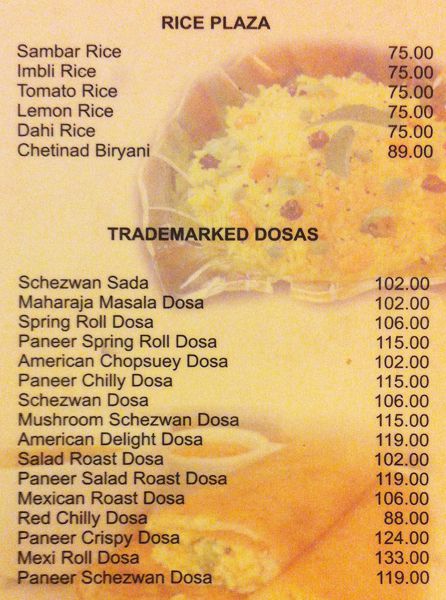 RICE PLAZA
Sambar Rice 75.00
Imbli Rice 75.00
Tomato Rice 75.00
Lemon Rice 75.00
Dahi Rice 75.00
Chetinad Biryani 89.00
TRADEMARKED DOSAS
Schezwan Sada 102.00
Maharaja Masala Dosa 102.00
Spring Roll Dosa 106.00
Paneer Spring Roll Dosa 115.00
American Chopsuey Dosa 102.00
Paneer Chilly Dosa 115.00
Schezwan Dosa 106.00
Mushroom Schezwan Dosa 115.00
American Delight Dosa 119.00
Salad Roast Dosa 102.00
Paneer Salad Roast Dosa 119.00
Mexican Roast Dosa 106.00
Red Chilly Dosa 88.00
Paneer Crispy Dosa 124.00
Mexi Roll Dosa 133.00
Paneer Schezwan Dosa 119.00